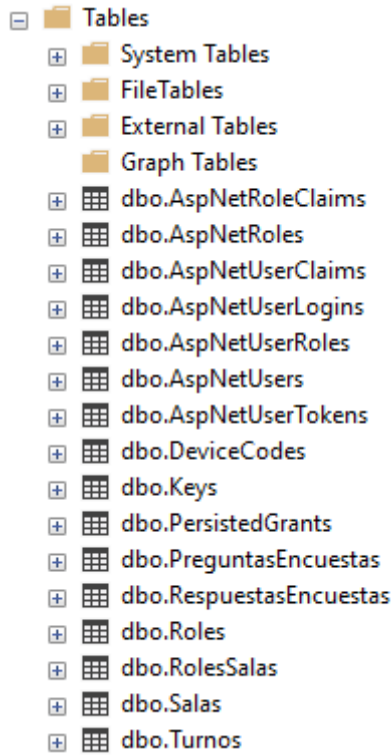 Tables
System Tables
FileTables
External Tables
Graph Tables
dbo.AspNetRoleClaims
dbo.AspNetRoles
dbo.AspNetUserClaims
dbo.AspNetUserLogins
dbo.AspNetUserRoles
dbo.AspNetUsers
dbo.AspNetUserTokens
dbo.DeviceCodes
dbo.Keys
dbo.PersistedGrants
dbo.PreguntasEncuestas
dbo.RespuestasEncuestas
dbo.Roles
dbo.RolesSalas
dbo.Salas
dbo.Turnos